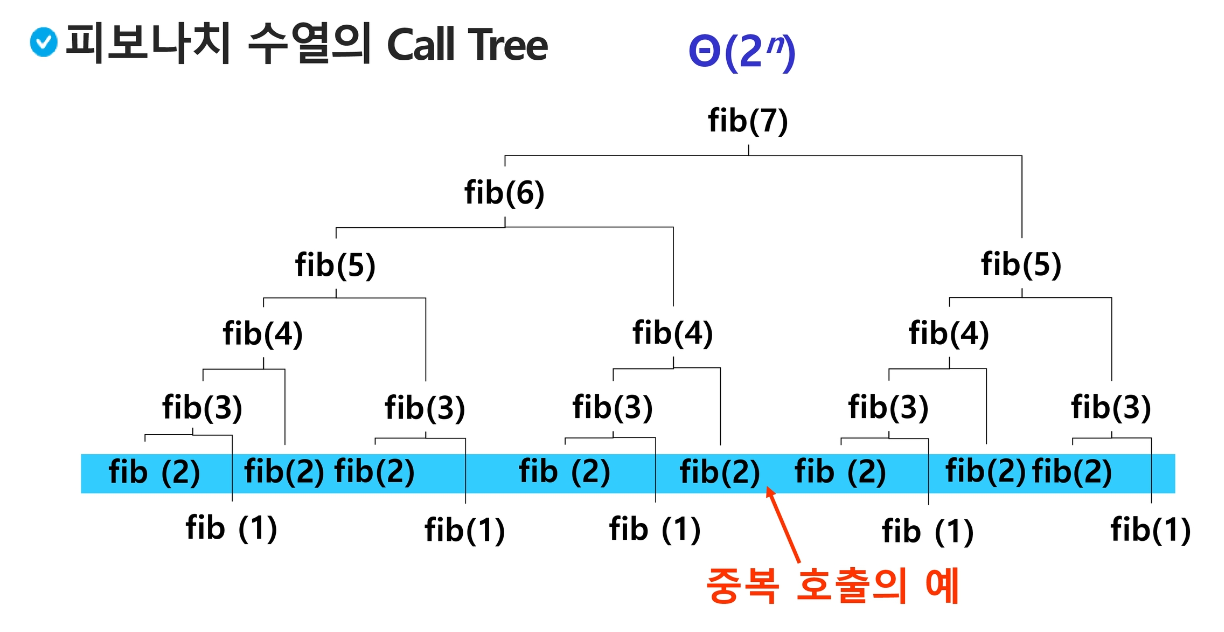 피보나치 수열의 Call Tree Θ(2ⁿ)
fib(7)
fib(6)
fib(5) fib(5)
fib(4) fib(4) fib(4)
fib(3) fib(3) fib(3) fib(3) fib(3)
fib (2) fib(2) fib(2) fib (2) fib(2) fib (2) fib(2) fib(2)
fib (1) fib(1) fib (1) fib (1) fib(1)
중복 호출의 예